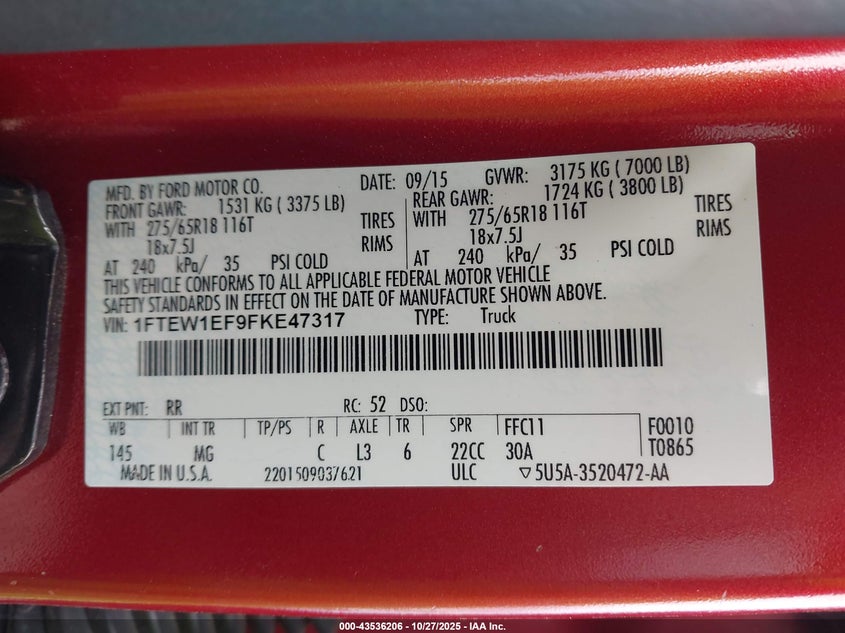 MFD. BY FORD MOTOR CO. DATE: 09/15 GVWR: 3175 KG ( 7000 LB)
FRONT GAWR: 1531 KG ( 3375 LB) REAR GAWR: 1724 KG ( 3800 LB)
WITH 275/65R18 116T TIRES WITH 275/65R18 116T TIRES
18x7.5J RIMS 18x7.5J RIMS
AT 240 kPa/ 35 PSI COLD AT 240 kPa/ 35 PSI COLD
THIS VEHICLE CONFORMS TO ALL APPLICABLE FEDERAL MOTOR VEHICLE
SAFETY STANDARDS IN EFFECT ON THE DATE OF MANUFACTURE SHOWN ABOVE.
VIN: 1FTEW1EF9FKE47317 TYPE: Truck
EXT PNT: RR RC: 52 DSO:
WB INT TR TP/PS R AXLE TR SPR FFC11 F0010
145 MG C L3 6 22CC 30A T0865
MADE IN U.S.A. 2201509037621 ULC ▽5U5A-3520472-AA
000-43536206 - 10/27/2025 - IAA Inc.